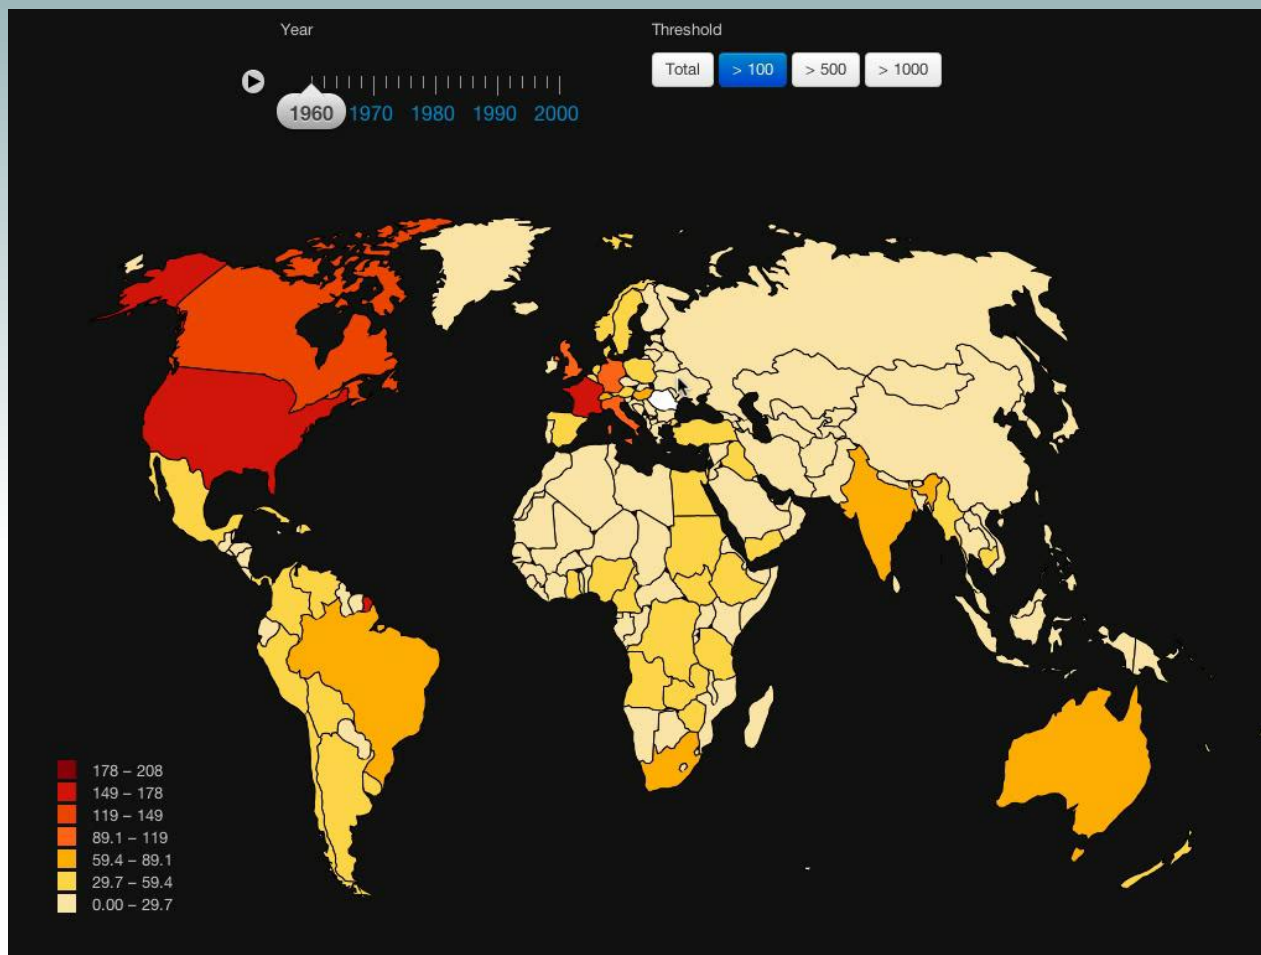 Year
Threshold
Total
> 100
> 500
> 1000
1960
1970
1980
1990
2000
178 – 208
149 – 178
119 – 149
89.1 – 119
59.4 – 89.1
29.7 – 59.4
0.00 – 29.7